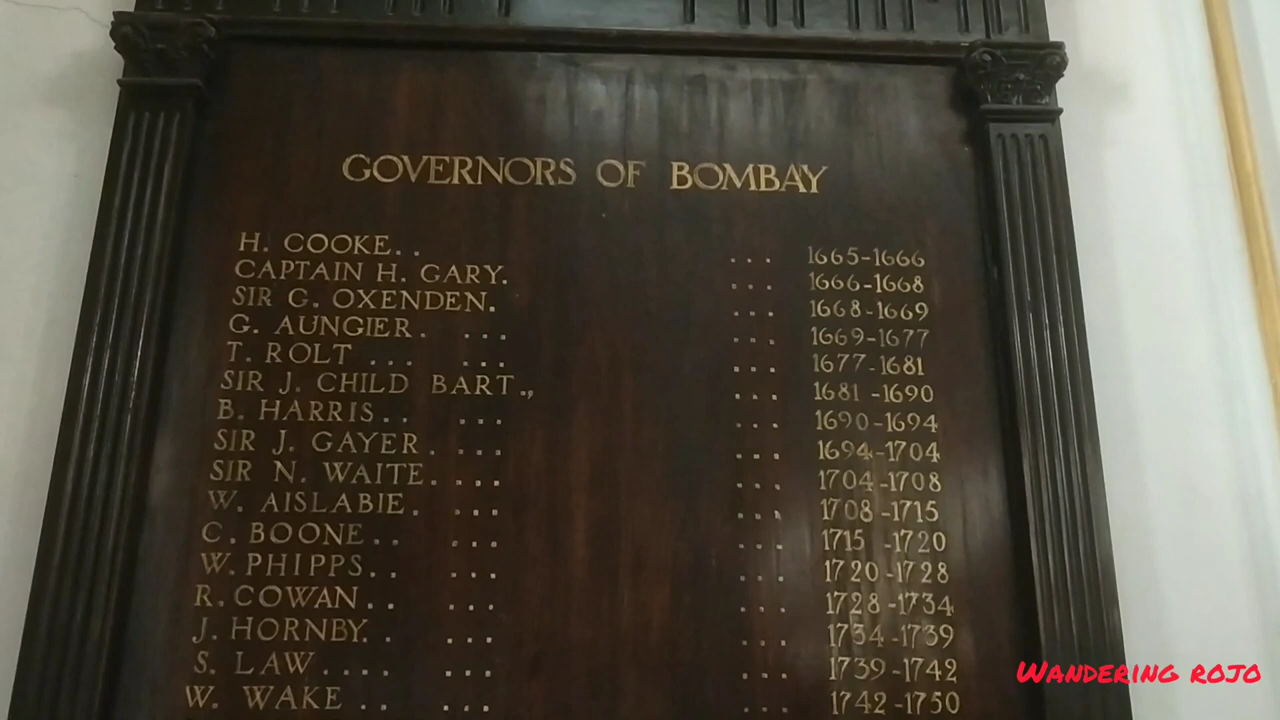 GOVERNORS OF BOMBAY
H. COOKE. . ... 1665-1666
CAPTAIN H. GARY. ... 1666-1668
SIR G. OXENDEN. ... 1668-1669
G. AUNGIER. ... ... 1669-1677
T. ROLT ... ... ... 1677-1681
SIR J. CHILD BART., ... 1681-1690
B. HARRIS. . ... ... 1690-1694
SIR J. GAYER. ... ... 1694-1704
SIR N. WAITE. ... ... 1704-1708
W. AISLABIE. ... ... 1708-1715
C. BOONE. . ... ... 1715-1720
W. PHIPPS. . ... ... 1720-1728
R. COWAN . . ... ... 1728-1734
J. HORNBY. . ... ... 1734-1739
S. LAW .... ... ... 1739-1742
W. WAKE . . ... ... 1742-1750
WANDERING ROJO